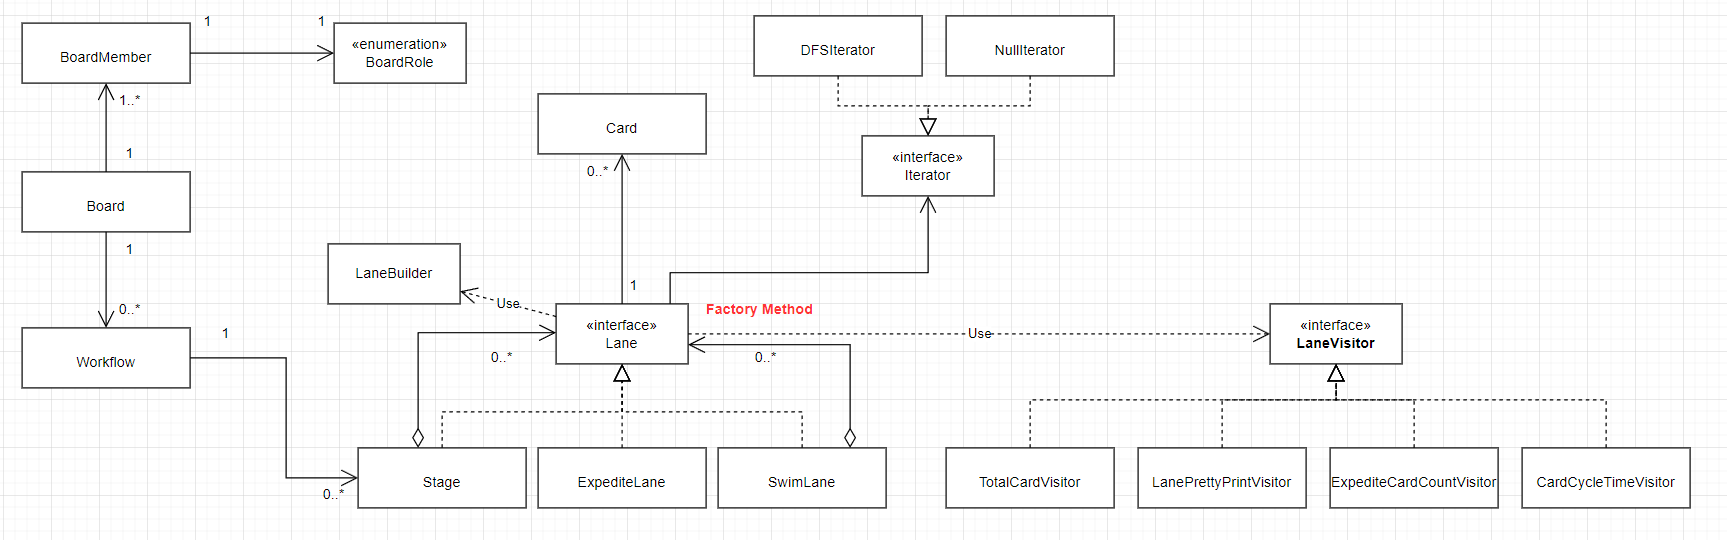 1
1
«enumeration»
BoardRole
BoardMember
DFSIterator
NullIterator
1..*
Card
1
«interface»
Iterator
0..*
Board
1
LaneBuilder
1
Use
0..*
Factory Method
1
«interface»
Lane
Use
«interface»
LaneVisitor
Workflow
0..*
0..*
Stage
ExpediteLane
SwimLane
TotalCardVisitor
LanePrettyPrintVisitor
ExpediteCardCountVisitor
CardCycleTimeVisitor
0..*